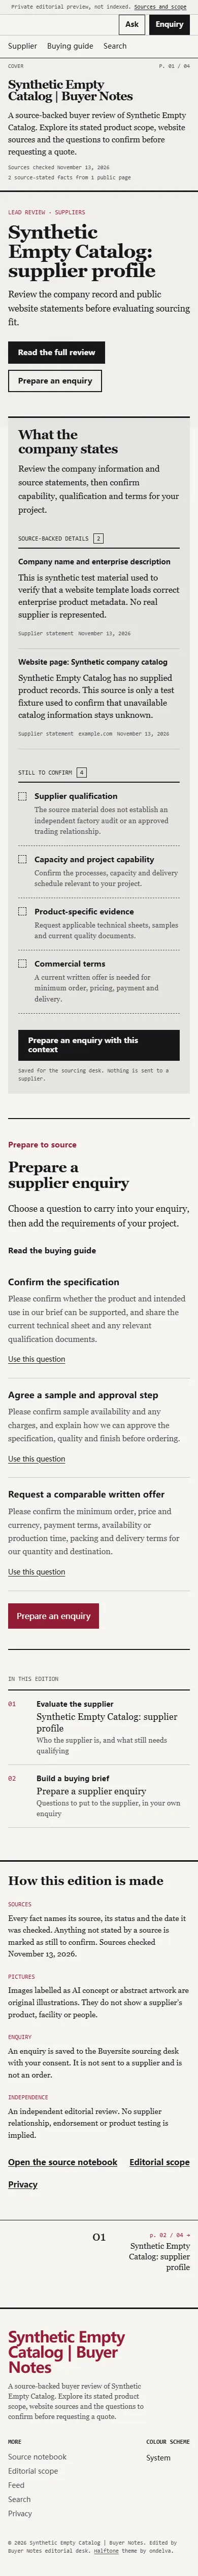 Private editorial preview, not indexed. Sources and scope
Ask
Enquiry
Supplier Buying guide Search
COVER
P. 01 / 04
Synthetic Empty
Catalog | Buyer Notes
A source-backed buyer review of Synthetic
Empty Catalog. Explore its stated product scope,
website sources and the questions to confirm before
requesting a quote.
Sources checked November 13, 2026
2 source-stated facts from 1 public page
LEAD REVIEW · SUPPLIERS
Synthetic
Empty Catalog:
supplier profile
Review the company record and public
website statements before evaluating sourcing
fit.
Read the full review
Prepare an enquiry
What the
company states
Review the company information and
source statements, then confirm
capability, qualification and terms for your
project.
SOURCE-BACKED DETAILS 2
Company name and enterprise description
This is synthetic test material used to
verify that a website template loads correct
enterprise product metadata. No real
supplier is represented.
Supplier statement November 13, 2026
Website page: Synthetic company catalog
Synthetic Empty Catalog has no supplied
product records. This source is only a test
fixture used to confirm that unavailable
catalog information stays unknown.
Supplier statement example.com November 13, 2026
STILL TO CONFIRM 4
Supplier qualification
The source material does not establish an
independent factory audit or an approved
trading relationship.
Capacity and project capability
Confirm the processes, capacity and delivery
schedule relevant to your project.
Product-specific evidence
Request applicable technical sheets, samples
and current quality documents.
Commercial terms
A current written offer is needed for
minimum order, pricing, payment and
delivery.
Prepare an enquiry with this
context
Saved for the sourcing desk. Nothing is sent to a
supplier.
Prepare to source
Prepare a
supplier enquiry
Choose a question to carry into your enquiry,
then add the requirements of your project.
Read the buying guide
Confirm the specification
Please confirm whether the product and intended
use is in our brief can be supported, and share the
current technical sheet and any relevant
qualification documents.
Use this question
Agree a sample and approval step
Please confirm sample availability and any
charges, and explain how we can approve the
specification, quality and finish before ordering.
Use this question
Request a comparable written offer
Please confirm the minimum order, price and
currency, payment terms, availability or
production time, packing and delivery terms for
our quantity and destination.
Use this question
Prepare an enquiry
IN THIS EDITION
01
Evaluate the supplier
Synthetic Empty Catalog: supplier
profile
Who the supplier is, and what still needs
qualifying
02
Build a buying brief
Prepare a supplier enquiry
Questions to put to the supplier, in your own
enquiry
How this edition is made
SOURCES
Every fact names its source, its status and the date it
was checked. Anything not stated by a source is
marked as still to confirm. Sources checked
November 13, 2026.
PICTURES
Images labelled as AI concept or abstract artwork are
original illustrations. They do not show a supplier's
product, facility or people.
ENQUIRY
An enquiry is saved to the Buyersite sourcing desk
with your consent. It is not sent to a supplier and is
not an order.
INDEPENDENCE
An independent editorial review. No supplier
relationship, endorsement or product testing is
implied.
Open the source notebook
Editorial scope
Privacy
01
p. 02 / 04 →
Synthetic Empty
Catalog: supplier
profile
Synthetic Empty
Catalog | Buyer
Notes
A source-backed buyer review of Synthetic
Empty Catalog. Explore its stated product
scope, website sources and the questions to
confirm before requesting a quote.
MORE
Source notebook
Editorial scope
Feed
Search
Privacy
COLOUR SCHEME
System
© 2026 Synthetic Empty Catalog | Buyer Notes. Edited by
Buyer Notes editorial desk. Halftone theme by ondelva.